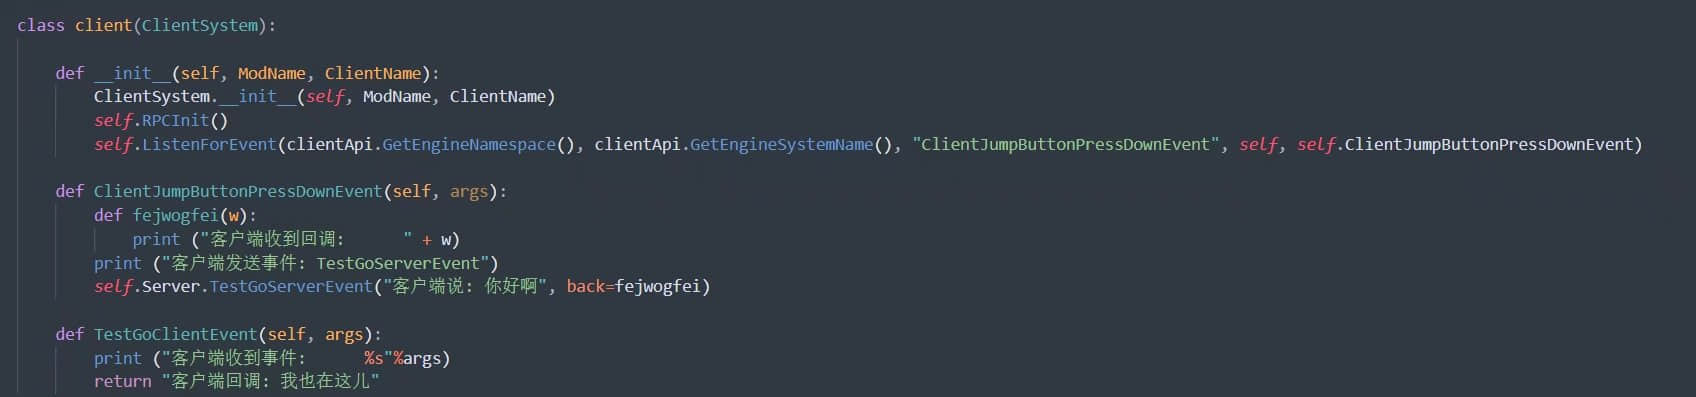 class client(ClientSystem):
def __init__(self, ModName, ClientName):
ClientSystem.__init__(self, ModName, ClientName)
self.RPCInit()
self.ListenForEvent(clientApi.GetEngineNamespace(), clientApi.GetEngineSystemName(), "ClientJumpButtonPressDownEvent", self, self.ClientJumpButtonPressDownEvent)
def ClientJumpButtonPressDownEvent(self, args):
def fejwogfei(w):
print ("客户端收到回调:      " + w)
print ("客户端发送事件: TestGoServerEvent")
self.Server.TestGoServerEvent("客户端说: 你好啊", back=fejwogfei)
def TestGoClientEvent(self, args):
print ("客户端收到事件:      %s"%args)
return "客户端回调: 我也在这儿"